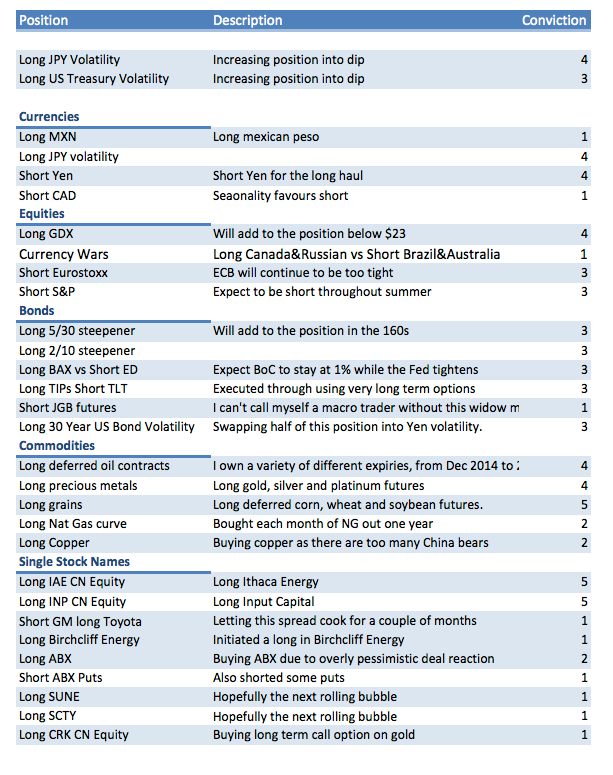 Position Description Conviction
Long JPY Volatility Increasing position into dip 4
Long US Treasury Volatility Increasing position into dip 3
Currencies
Long MXN Long mexican peso 1
Long JPY volatility 4
Short Yen Short Yen for the long haul 4
Short CAD Seaonality favours short 1
Equities
Long GDX Will add to the position below $23 4
Currency Wars Long Canada&Russian vs Short Brazil&Australia 1
Short Eurostoxx ECB will continue to be too tight 3
Short S&P Expect to be short throughout summer 3
Bonds
Long 5/30 steepener Will add to the position in the 160s 3
Long 2/10 steepener 3
Long BAX vs Short ED Expect BoC to stay at 1% while the Fed tightens 3
Long TIPs Short TLT Executed through using very long term options 3
Short JGB futures I can't call myself a macro trader without this widow m 1
Long 30 Year US Bond Volatility Swapping half of this position into Yen volatility. 3
Commodities
Long deferred oil contracts I own a variety of different expiries, from Dec 2014 to 4
Long precious metals Long gold, silver and platinum futures 4
Long grains Long deferred corn, wheat and soybean futures. 5
Long Nat Gas curve Bought each month of NG out one year 2
Long Copper Buying copper as there are too many China bears 2
Single Stock Names
Long IAE CN Equity Long Ithaca Energy 5
Long INP CN Equity Long Input Capital 5
Short GM long Toyota Letting this spread cook for a couple of months 1
Long Birchcliff Energy Initiated a long in Birchcliff Energy 1
Long ABX Buying ABX due to overly pessimistic deal reaction 2
Short ABX Puts Also shorted some puts 1
Long SUNE Hopefully the next rolling bubble 1
Long SCTY Hopefully the next rolling bubble 1
Long CRK CN Equity Buying long term call option on gold 1